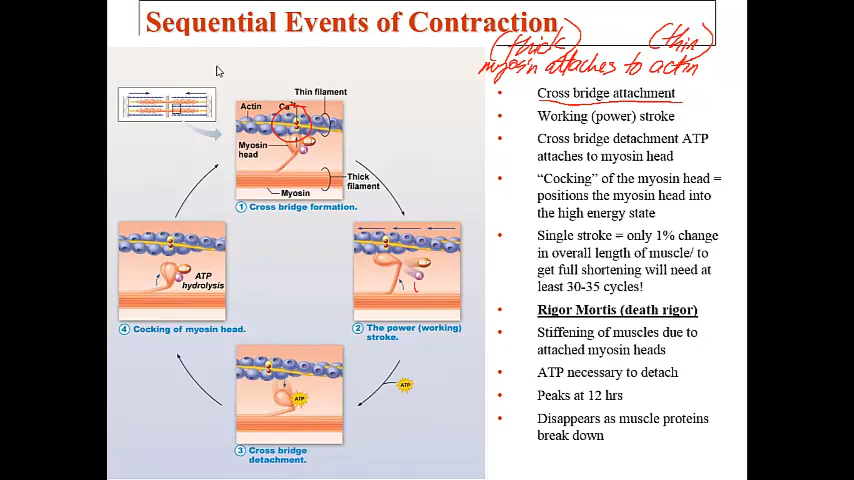 Sequential Events of Contraction
(thick) (thin)
myosin attaches to actin
• Cross bridge attachment
• Working (power) stroke
• Cross bridge detachment ATP
attaches to myosin head
• “Cocking” of the myosin head =
positions the myosin head into
the high energy state
• Single stroke = only 1% change
in overall length of muscle/ to
get full shortening will need at
least 30-35 cycles!
• Rigor Mortis (death rigor)
• Stiffening of muscles due to
attached myosin heads
• ATP necessary to detach
• Peaks at 12 hrs
• Disappears as muscle proteins
break down
Thin filament
Actin Ca2+
Myosin
head
Thick
filament
Myosin
1 Cross bridge formation.
2 The power (working)
stroke.
ATP
ATP
3 Cross bridge
detachment.
ATP
hydrolysis
4 Cocking of myosin head.